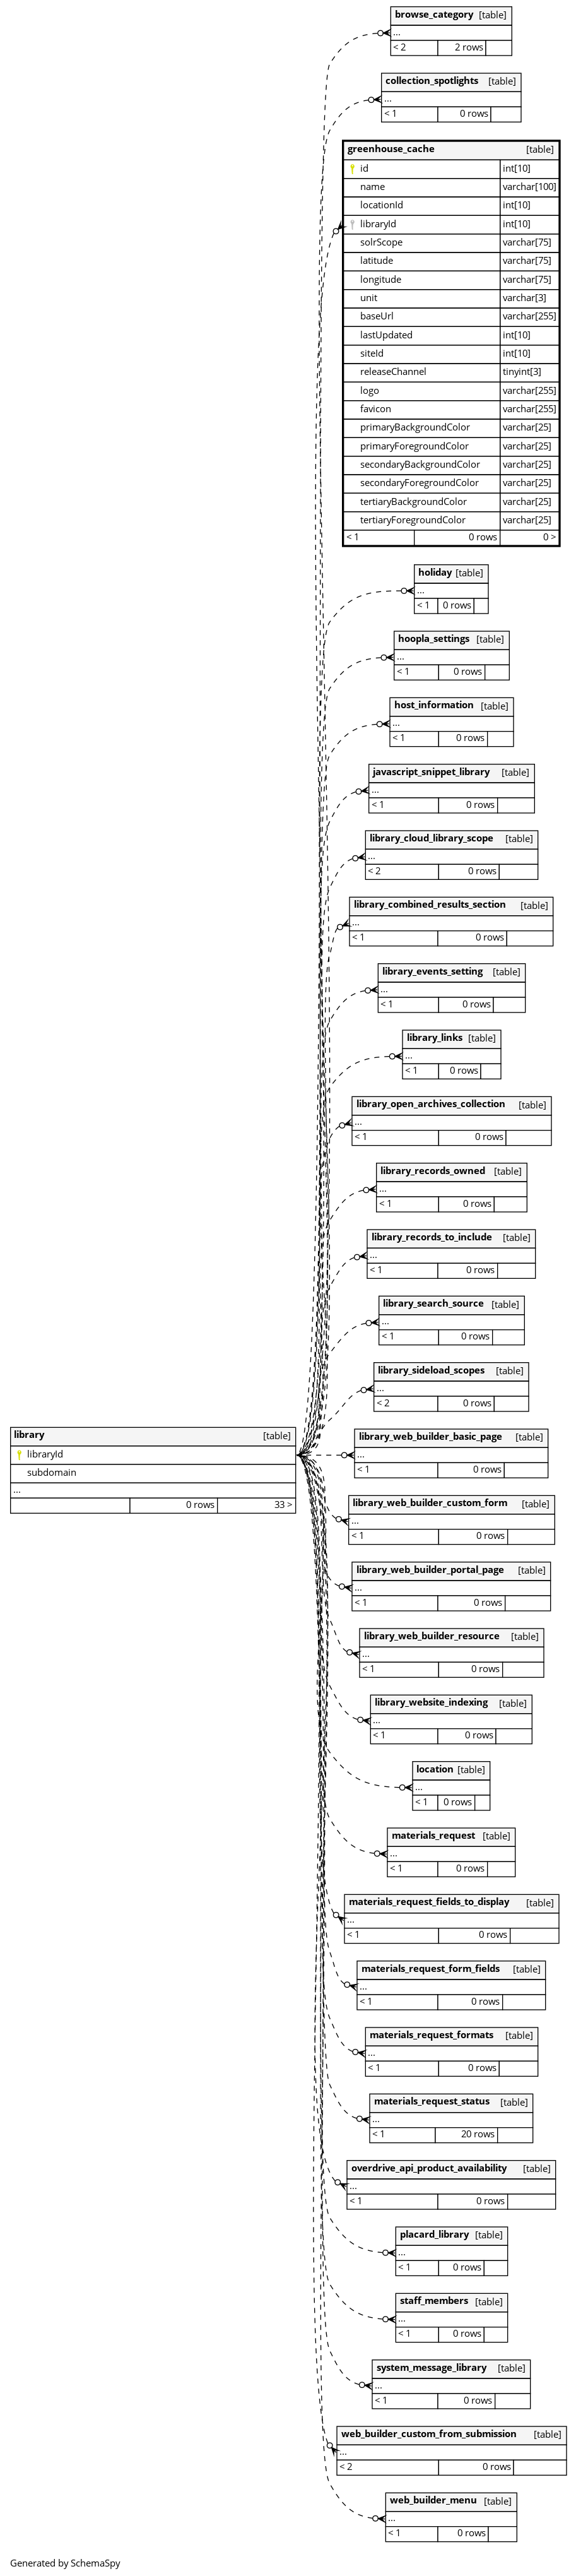 browse_category [table]
...
< 2 2 rows
collection_spotlights [table]
...
< 1 0 rows
greenhouse_cache [table]
id int[10]
name varchar[100]
locationId int[10]
libraryId int[10]
solrScope varchar[75]
latitude varchar[75]
longitude varchar[75]
unit varchar[3]
baseUrl varchar[255]
lastUpdated int[10]
siteId int[10]
releaseChannel tinyint[3]
logo varchar[255]
favicon varchar[255]
primaryBackgroundColor varchar[25]
primaryForegroundColor varchar[25]
secondaryBackgroundColor varchar[25]
secondaryForegroundColor varchar[25]
tertiaryBackgroundColor varchar[25]
tertiaryForegroundColor varchar[25]
< 1 0 rows 0 >
holiday [table]
...
< 1 0 rows
hoopla_settings [table]
...
< 1 0 rows
host_information [table]
...
< 1 0 rows
javascript_snippet_library [table]
...
< 1 0 rows
library_cloud_library_scope [table]
...
< 2 0 rows
library_combined_results_section [table]
...
< 1 0 rows
library_events_setting [table]
...
< 1 0 rows
library_links [table]
...
< 1 0 rows
library_open_archives_collection [table]
...
< 1 0 rows
library_records_owned [table]
...
< 1 0 rows
library_records_to_include [table]
...
< 1 0 rows
library_search_source [table]
...
< 1 0 rows
library_sideload_scopes [table]
...
< 2 0 rows
library [table]
libraryId
subdomain
...
0 rows 33 >
library_web_builder_basic_page [table]
...
< 1 0 rows
library_web_builder_custom_form [table]
...
< 1 0 rows
library_web_builder_portal_page [table]
...
< 1 0 rows
library_web_builder_resource [table]
...
< 1 0 rows
library_website_indexing [table]
...
< 1 0 rows
location [table]
...
< 1 0 rows
materials_request [table]
...
< 1 0 rows
materials_request_fields_to_display [table]
...
< 1 0 rows
materials_request_form_fields [table]
...
< 1 0 rows
materials_request_formats [table]
...
< 1 0 rows
materials_request_status [table]
...
< 1 20 rows
overdrive_api_product_availability [table]
...
< 1 0 rows
placard_library [table]
...
< 1 0 rows
staff_members [table]
...
< 1 0 rows
system_message_library [table]
...
< 1 0 rows
web_builder_custom_from_submission [table]
...
< 2 0 rows
web_builder_menu [table]
...
< 1 0 rows
Generated by SchemaSpy